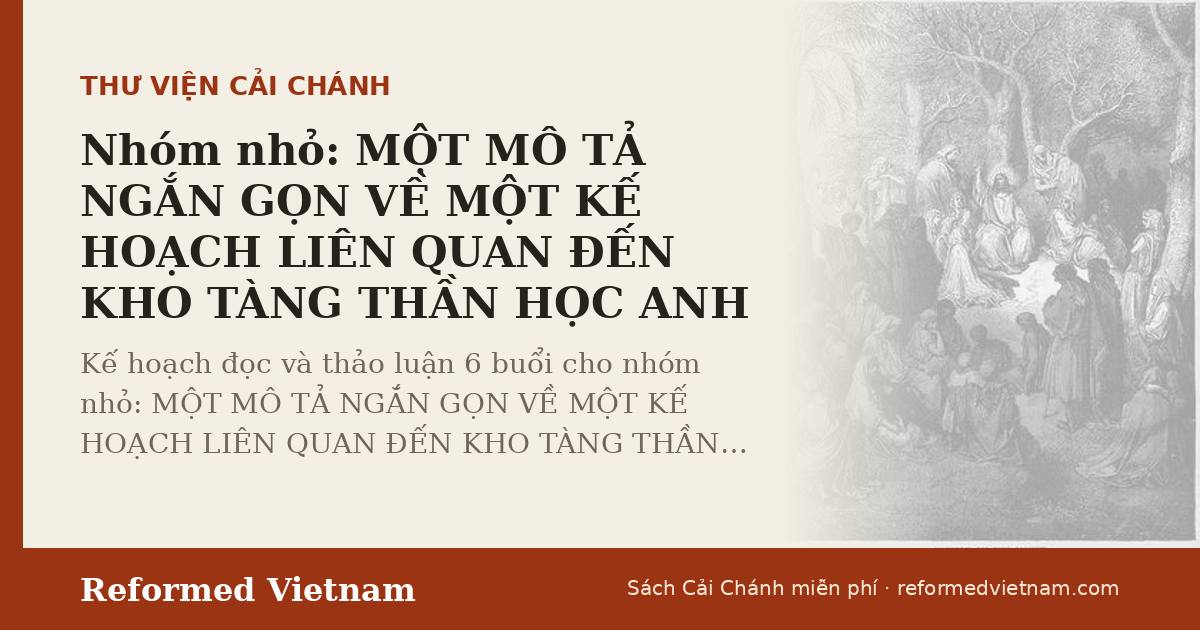 THƯ VIỆN CẢI CHÁNH
Nhóm nhỏ: MỘT MÔ TẢ
NGẮN GỌN VỀ MỘT KẾ
HOẠCH LIÊN QUAN ĐẾN
KHO TÀNG THẦN HỌC ANH
Kế hoạch đọc và thảo luận 6 buổi cho nhóm
nhỏ: MỘT MÔ TẢ NGẮN GỌN VỀ MỘT KẾ
HOẠCH LIÊN QUAN ĐẾN KHO TÀNG THẦN…
Reformed Vietnam
Sách Cải Chánh miễn phí · reformedvietnam.com